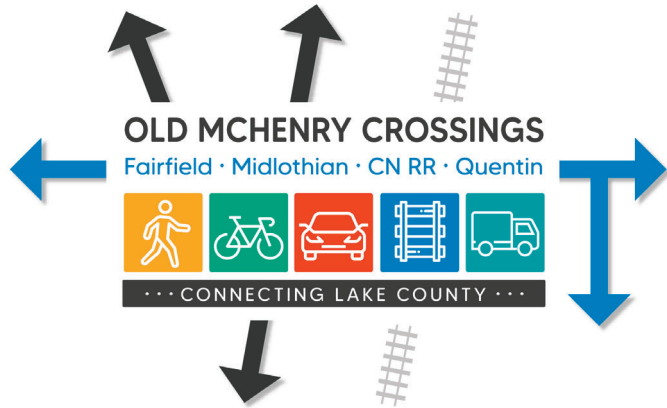 OLD MCHENRY CROSSINGS
Fairfield · Midlothian · CN RR · Quentin
··· CONNECTING LAKE COUNTY ···